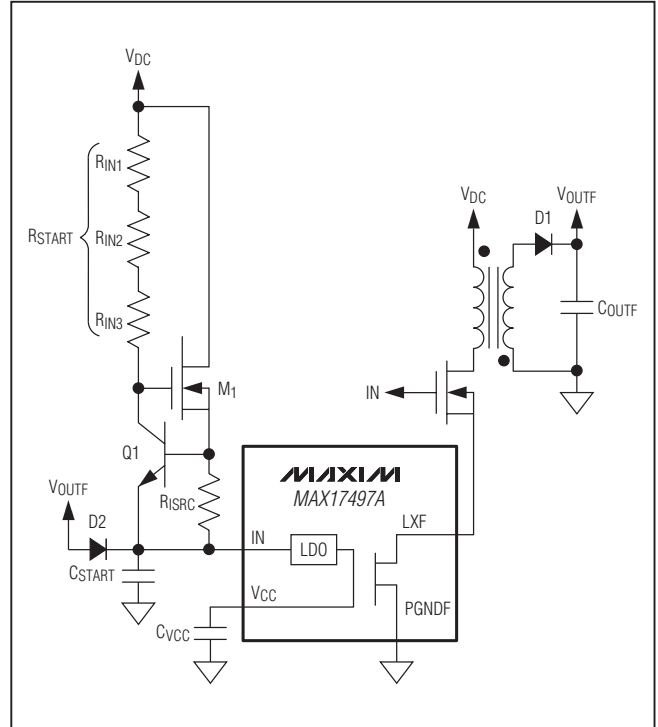 VDC
RIN1
RSTART
RIN2
RIN3
M1
Q1
VOUTF
D2
CSTART
RISRC
IN
LDO
VCC
CVCC
MAXIM
MAX17497A
LXF
PGNDF
IN
VDC
D1
VOUTF
COUTF